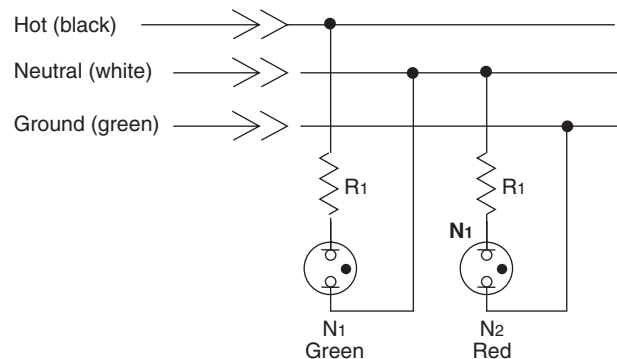 Hot (black)
Neutral (white)
Ground (green)
R1
R1
N1
N1
Green
N2
Red